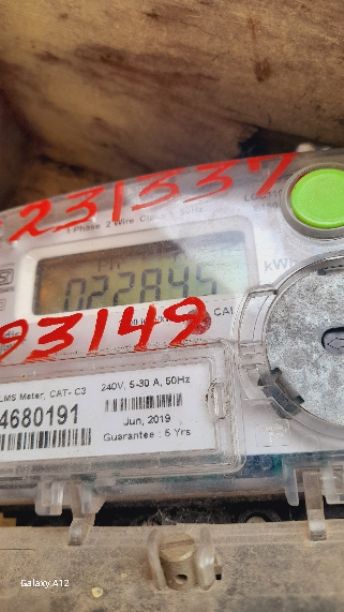 231337
1 Phase 2 Wire
022845
kWh
93149
CAL
LMS Meter, CAT- C3
240V, 5-30 A, 50Hz
4680191
Jun, 2019
Guarantee : 5 Yrs
Galaxy A12